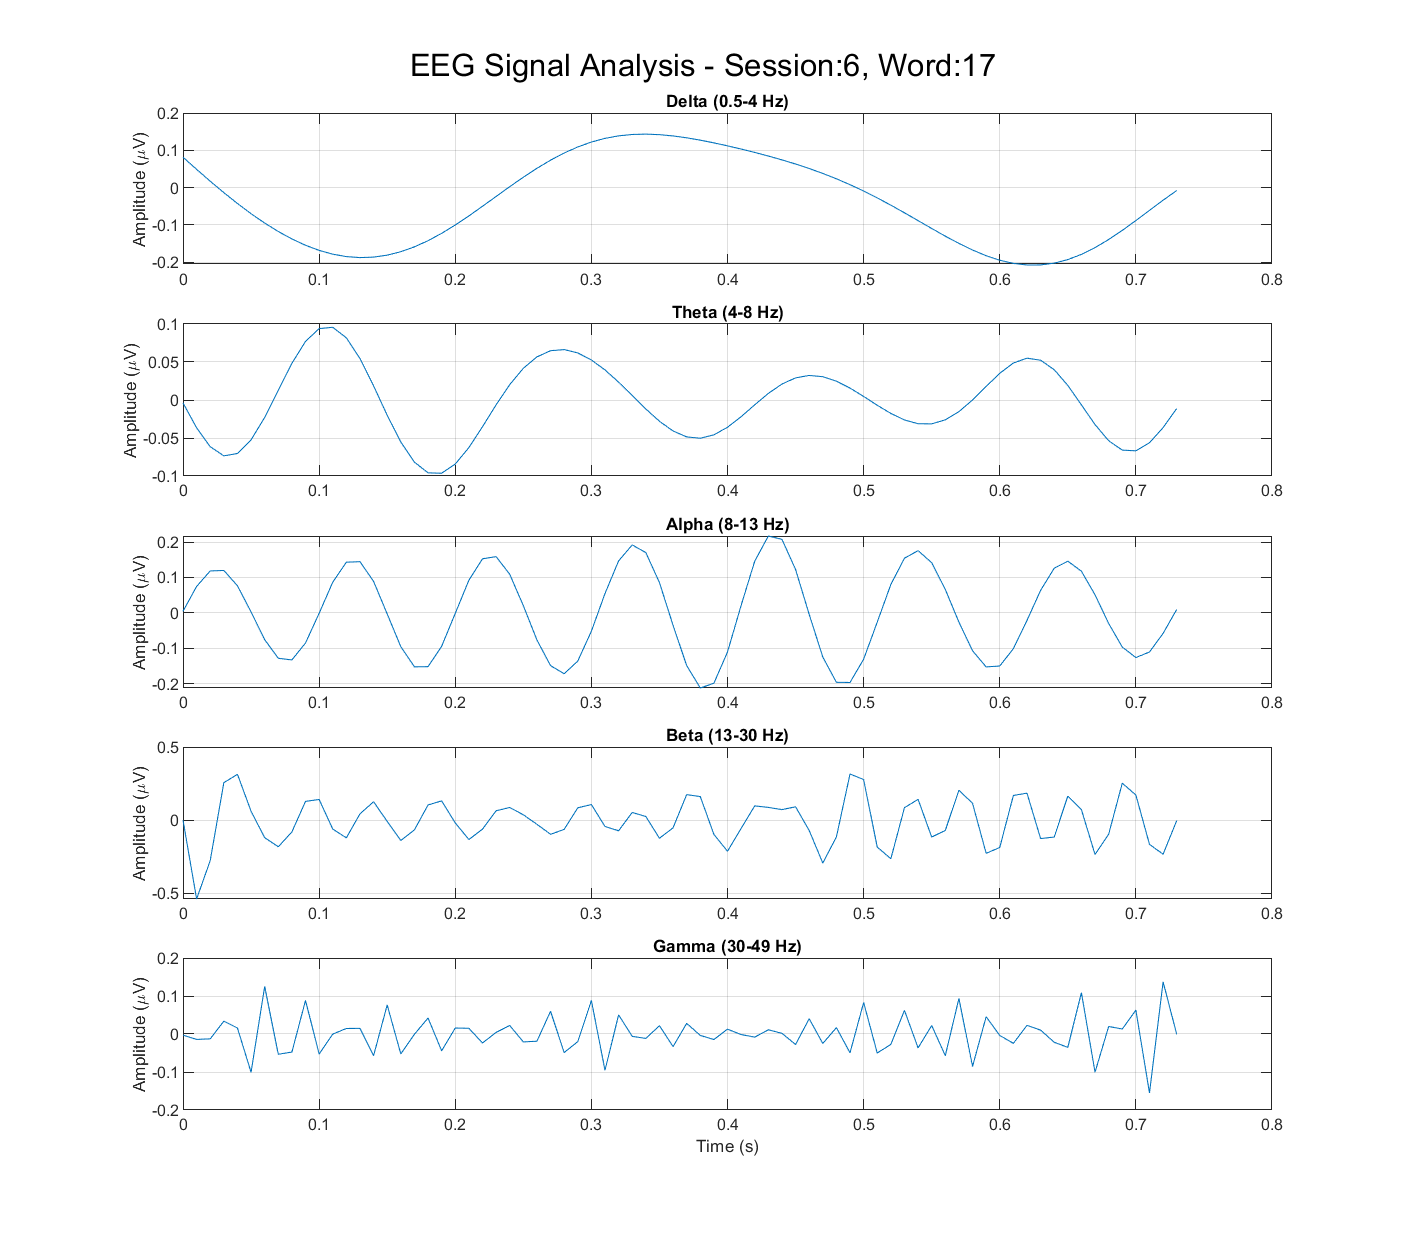 EEG Signal Analysis - Session:6, Word:17
Delta (0.5-4 Hz)
Amplitude (μV)
0.2
0.1
0
-0.1
-0.2
0 0.1 0.2 0.3 0.4 0.5 0.6 0.7 0.8
Theta (4-8 Hz)
Amplitude (μV)
0.1
0.05
0
-0.05
-0.1
0 0.1 0.2 0.3 0.4 0.5 0.6 0.7 0.8
Alpha (8-13 Hz)
Amplitude (μV)
0.2
0.1
0
-0.1
-0.2
0 0.1 0.2 0.3 0.4 0.5 0.6 0.7 0.8
Beta (13-30 Hz)
Amplitude (μV)
0.5
0
-0.5
0 0.1 0.2 0.3 0.4 0.5 0.6 0.7 0.8
Gamma (30-49 Hz)
Amplitude (μV)
0.2
0.1
0
-0.1
-0.2
0 0.1 0.2 0.3 0.4 0.5 0.6 0.7 0.8
Time (s)